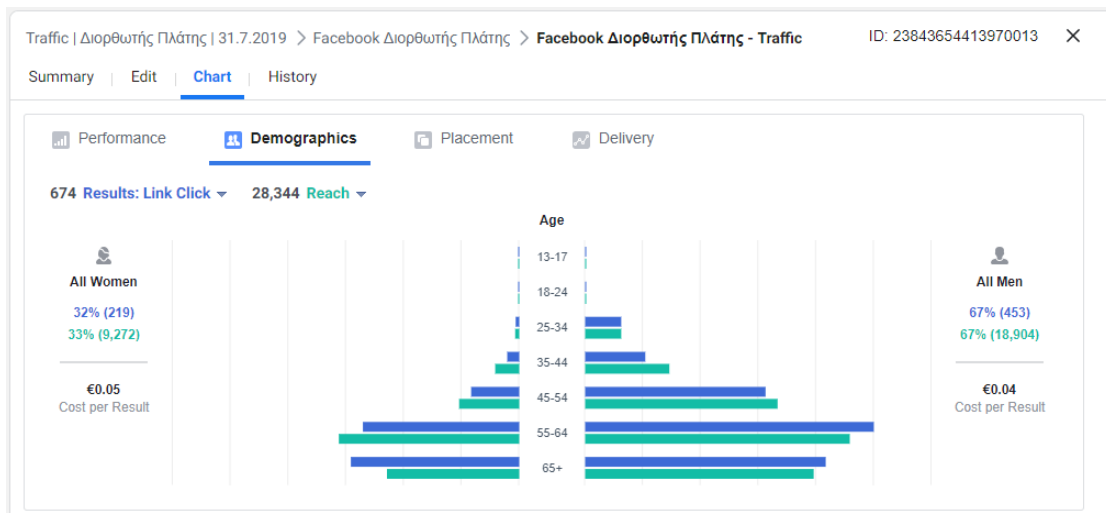 Traffic | Διορθωτής Πλάτης | 31.7.2019 > Facebook Διορθωτής Πλάτης > Facebook Διορθωτής Πλάτης - Traffic ID: 23843654413970013
Summary Edit Chart History
Performance Demographics Placement Delivery
674 Results: Link Click 28,344 Reach
Age
All Women
32% (219)
33% (9,272)
€0.05
Cost per Result
13-17
18-24
25-34
35-44
45-54
55-64
65+
All Men
67% (453)
67% (18,904)
€0.04
Cost per Result